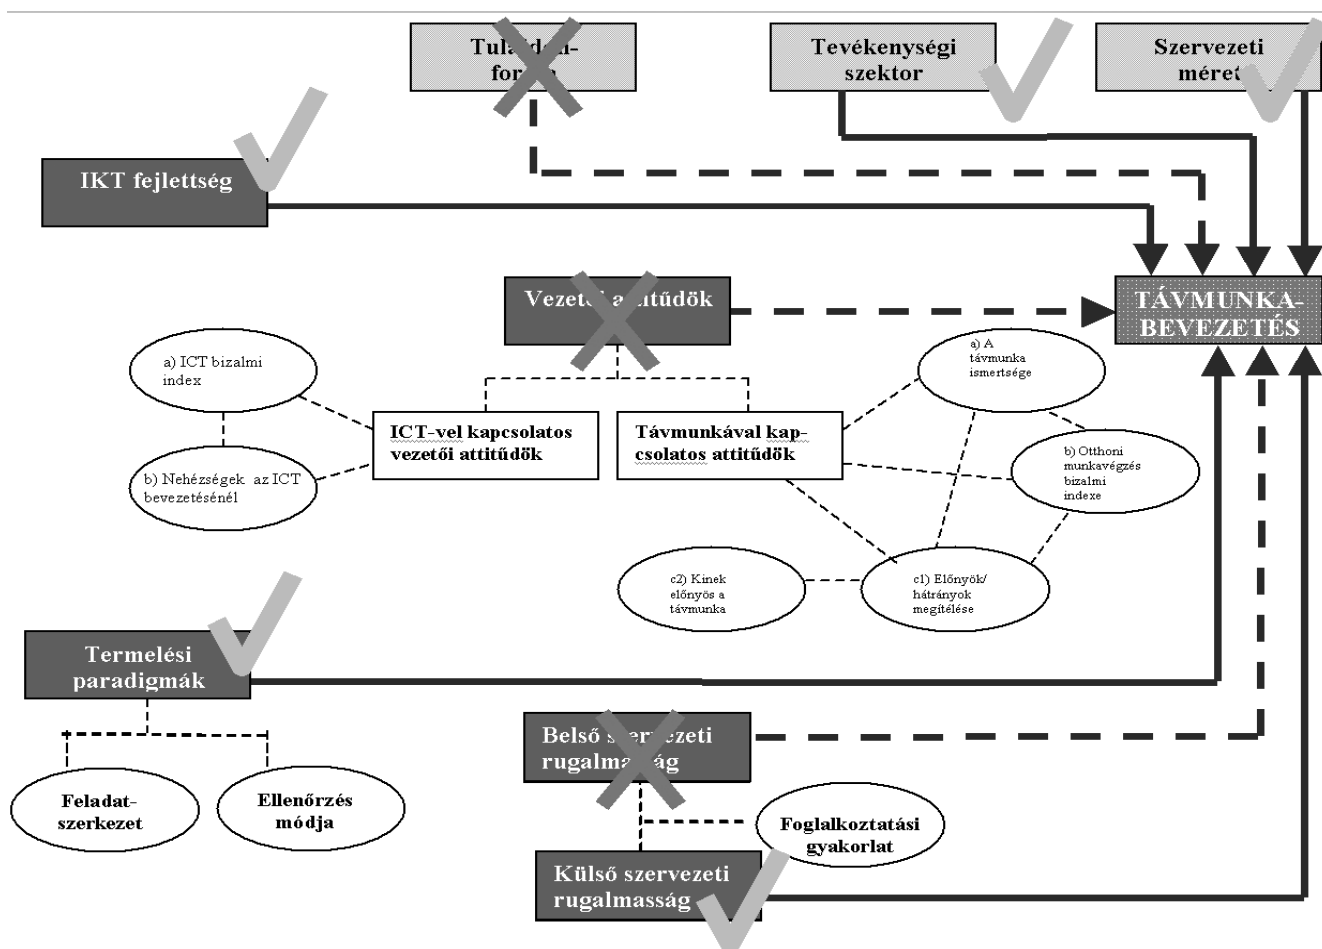 Tulajdon-
forma
Tevékenységi
szektor
Szervezeti
méret
IKT fejlettség
Vezetői attitűdök
TÁVMUNKA-
BEVEZETÉS
a) ICT bizalmi
index
a) A
távmunka
ismertsége
ICT-vel kapcsolatos
vezetői attitűdök
Távmunkával kap-
csolatos attitűdök
b) Nehézségek az ICT
bevezetésénél
b) Otthoni
munkavégzés
bizalmi
indexe
c2) Kinek
előnyös a
távmunka
c1) Előnyök/
hátrányok
megítélése
Termelési
paradigmák
Belső szervezeti
rugalmasság
Feladat-
szerkezet
Ellenőrzés
módja
Foglalkoztatási
gyakorlat
Külső szervezeti
rugalmasság